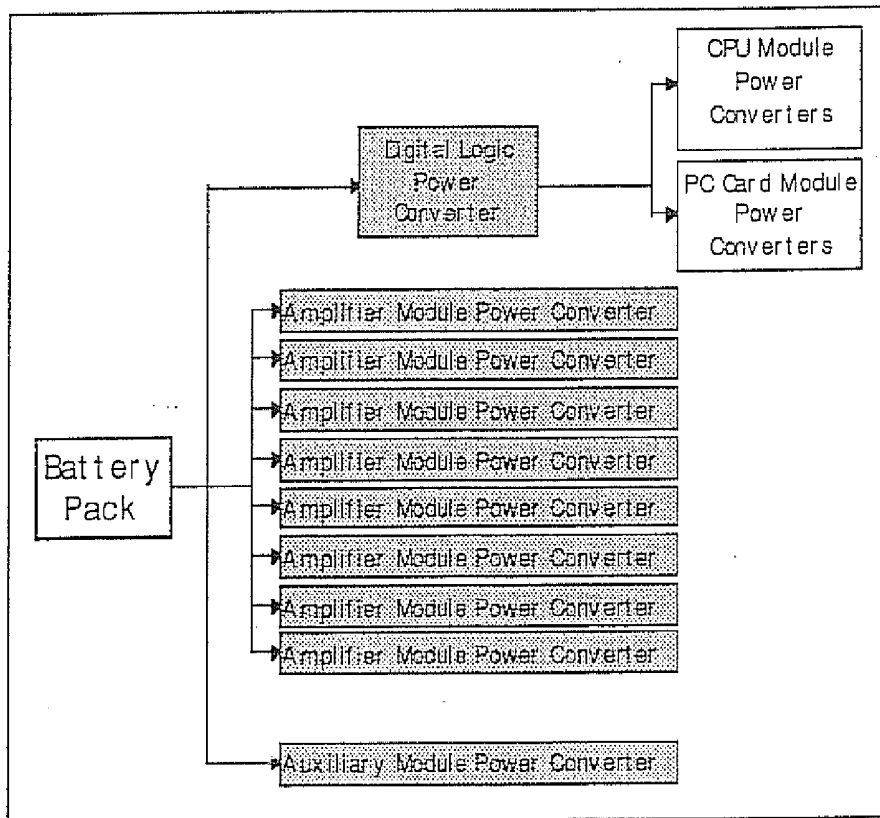 CPU Module
Power
Converters
Digital Logic
Power
Converter
PC Card Module
Power
Converters
Amplifier Module Power Converter
Amplifier Module Power Converter
Amplifier Module Power Converter
Amplifier Module Power Converter
Amplifier Module Power Converter
Amplifier Module Power Converter
Amplifier Module Power Converter
Amplifier Module Power Converter
Battery
Pack
Auxiliary Module Power Converter